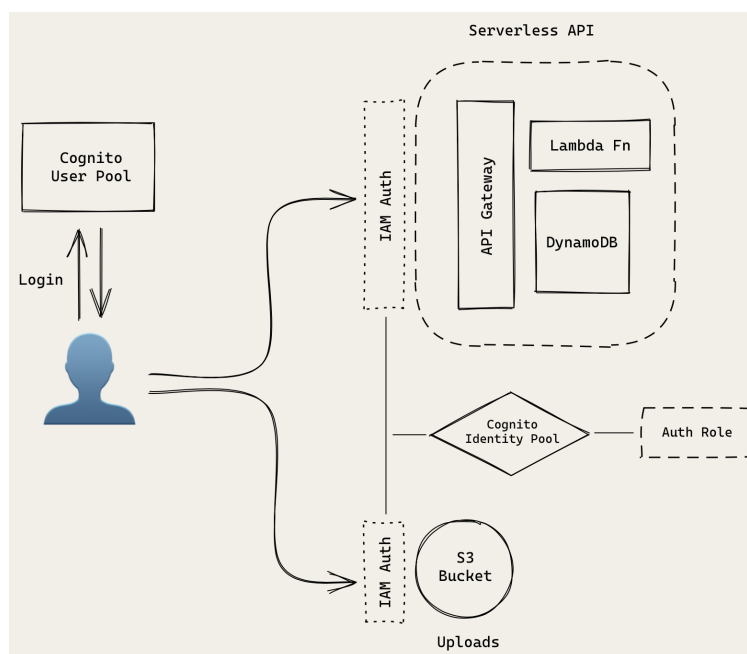 Serverless API
Cognito
User Pool
Login
IAM Auth
API Gateway
Lambda Fn
DynamoDB
Cognito
Identity Pool
Auth Role
IAM Auth
S3
Bucket
Uploads